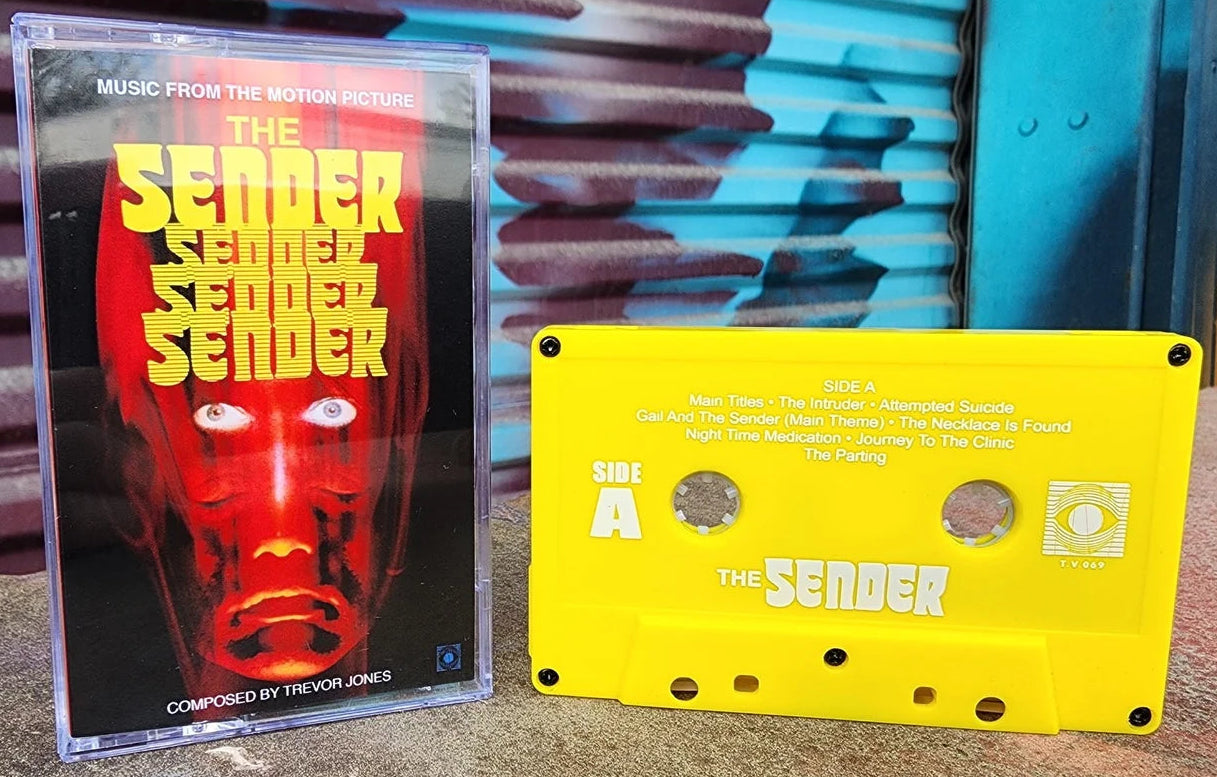 MUSIC FROM THE MOTION PICTURE
THE
SENDER
SENDER
SENDER
SENDER
COMPOSED BY TREVOR JONES
SIDE A
Main Titles • The Intruder • Attempted Suicide
Gail And The Sender (Main Theme) • The Necklace Is Found
Night Time Medication • Journey To The Clinic
The Parting
SIDE
A
T.V 069
THE SENDER